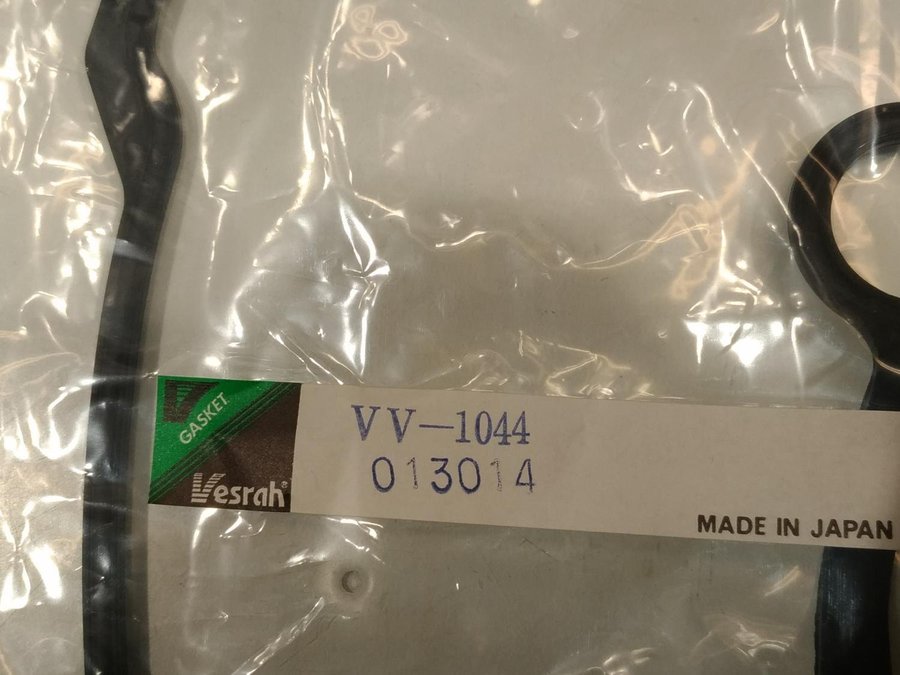 GASKET
Vesrah®
VV-1044
013014
MADE IN JAPAN